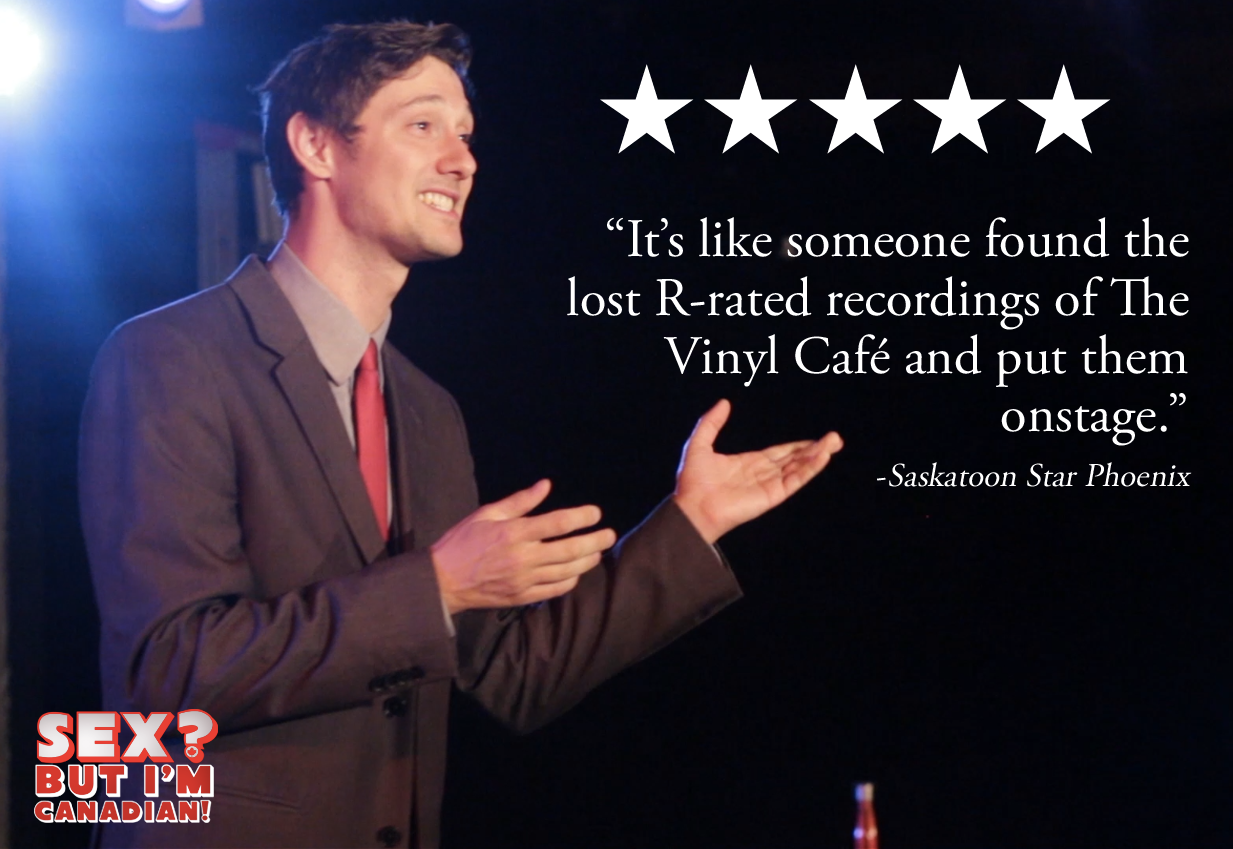 “It’s like someone found the
lost R-rated recordings of The
Vinyl Café and put them
onstage.”
-Saskatoon Star Phoenix
SEX?
BUT I’M
CANADIAN!